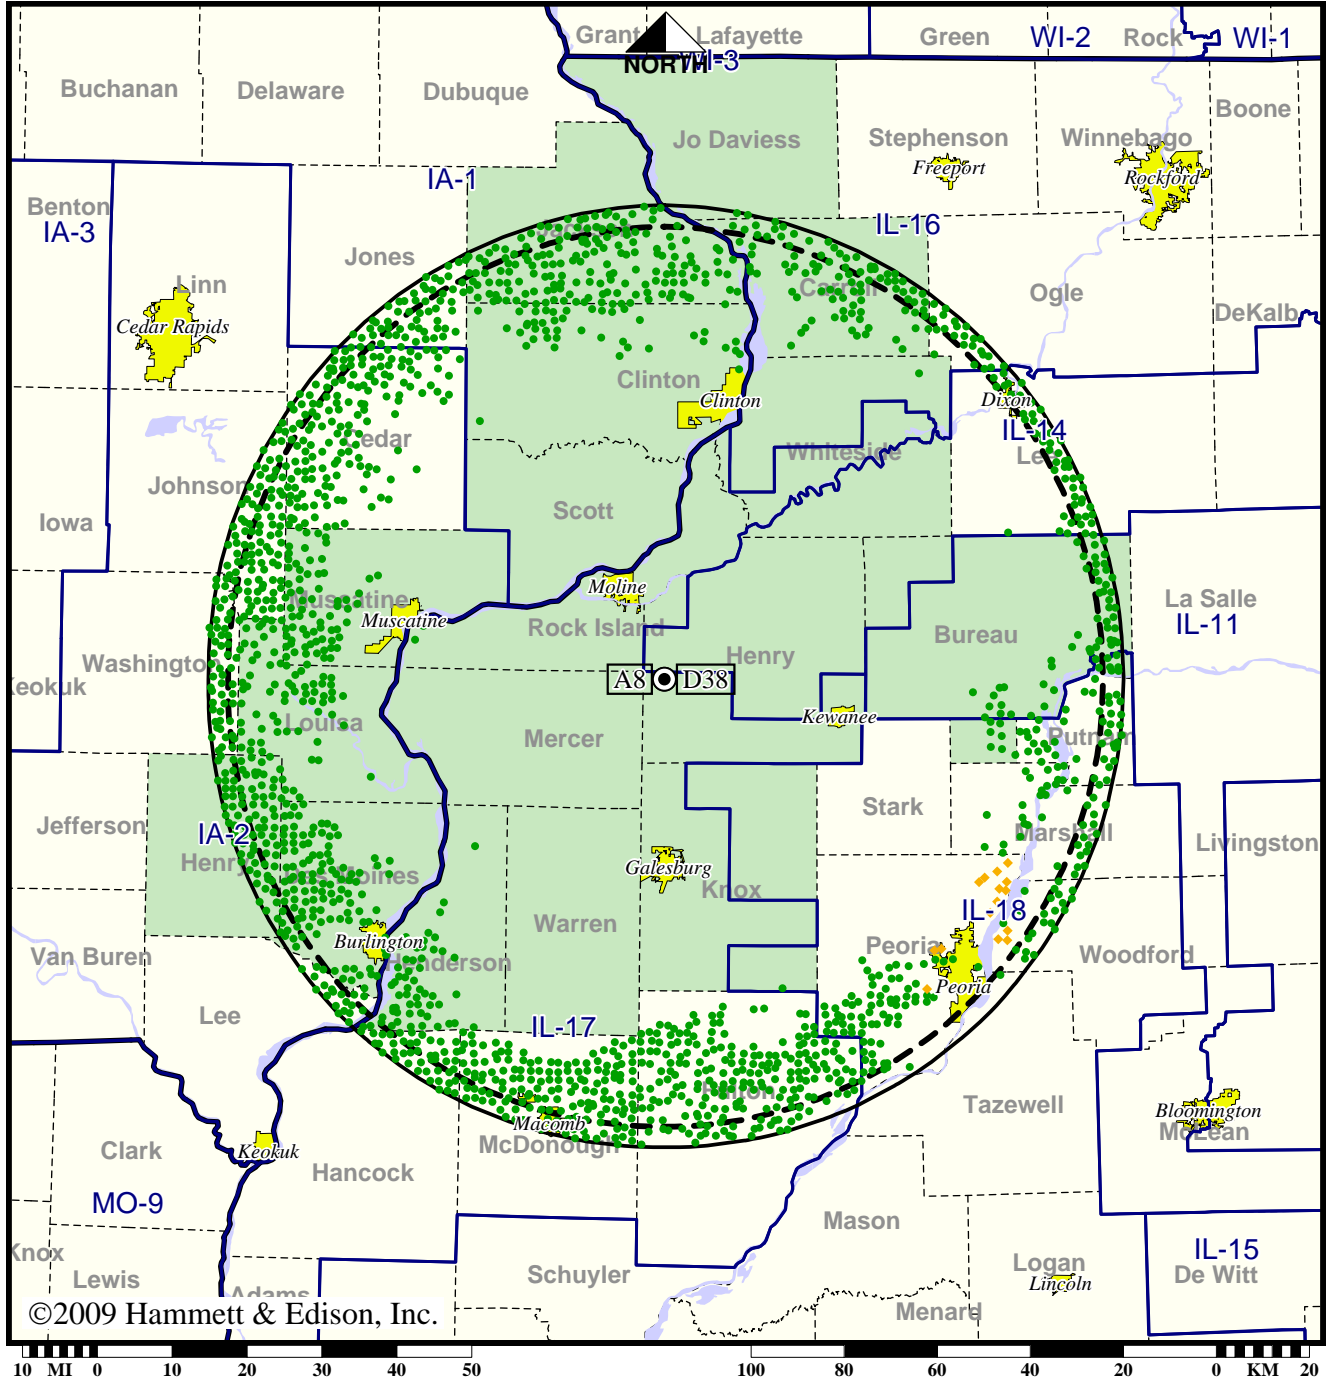 Grant
Lafayette
Green
WI-2
Rock
WI-1
NORTH
WI-3
Buchanan
Delaware
Dubuque
Boone
Jo Daviess
Stephenson
Winnebago
Freeport
Rockford
IA-1
Benton
IA-3
IL-16
Jones
Linn
Carroll
Ogle
DeKalb
Cedar Rapids
Clinton
Clinton
Dixon
IL-14
Cedar
Whiteside
Lee
Johnson
Iowa
Scott
Moline
Muscatine
Muscatine
La Salle
IL-11
Rock Island
Bureau
Washington
Henry
Keokuk
A8
D38
Louisa
Mercer
Kewanee
Putnam
Stark
Jefferson
IA-2
Marshall
Livingston
Henry
Des Moines
Galesburg
Knox
IL-18
Warren
Burlington
Peoria
Woodford
Van Buren
Henderson
Peoria
Lee
IL-17
Fulton
Tazewell
Macomb
Bloomington
McLean
Clark
Keokuk
McDonough
Hancock
MO-9
Mason
Knox
Lewis
Schuyler
Logan
Lincoln
IL-15
De Witt
Adams
Menard
©2009 Hammett & Edison, Inc.
10 MI 0 10 20 30 40 50 100 80 60 40 20 0 KM 20